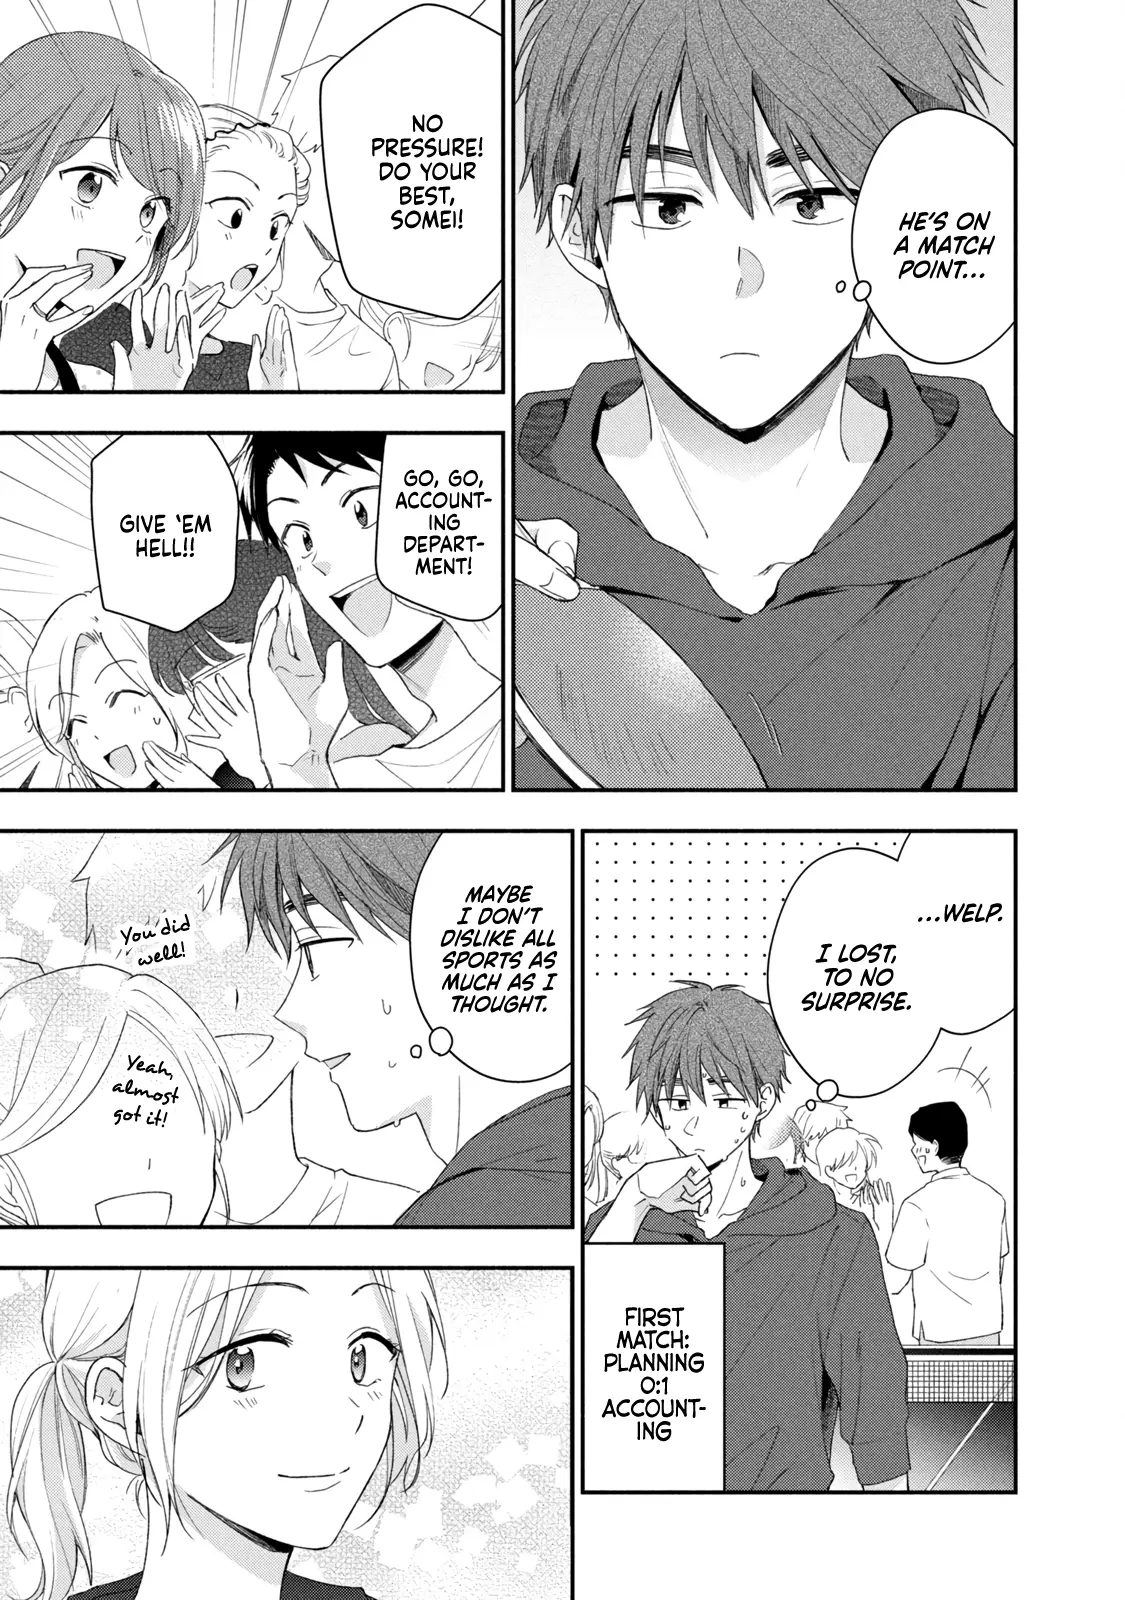 HE'S ON
A MATCH
POINT...
NO
PRESSURE!
DO YOUR
BEST,
SOMEI!
GO, GO,
ACCOUNT-
ING
DEPART-
MENT!
GIVE 'EM
HELL!!
...WELP.
I LOST,
TO NO
SURPRISE.
FIRST
MATCH:
PLANNING
0:1
ACCOUNT-
ING
MAYBE
I DON'T
DISLIKE ALL
SPORTS AS
MUCH AS I
THOUGHT.
You did
well!
Yeah,
almost
got it!